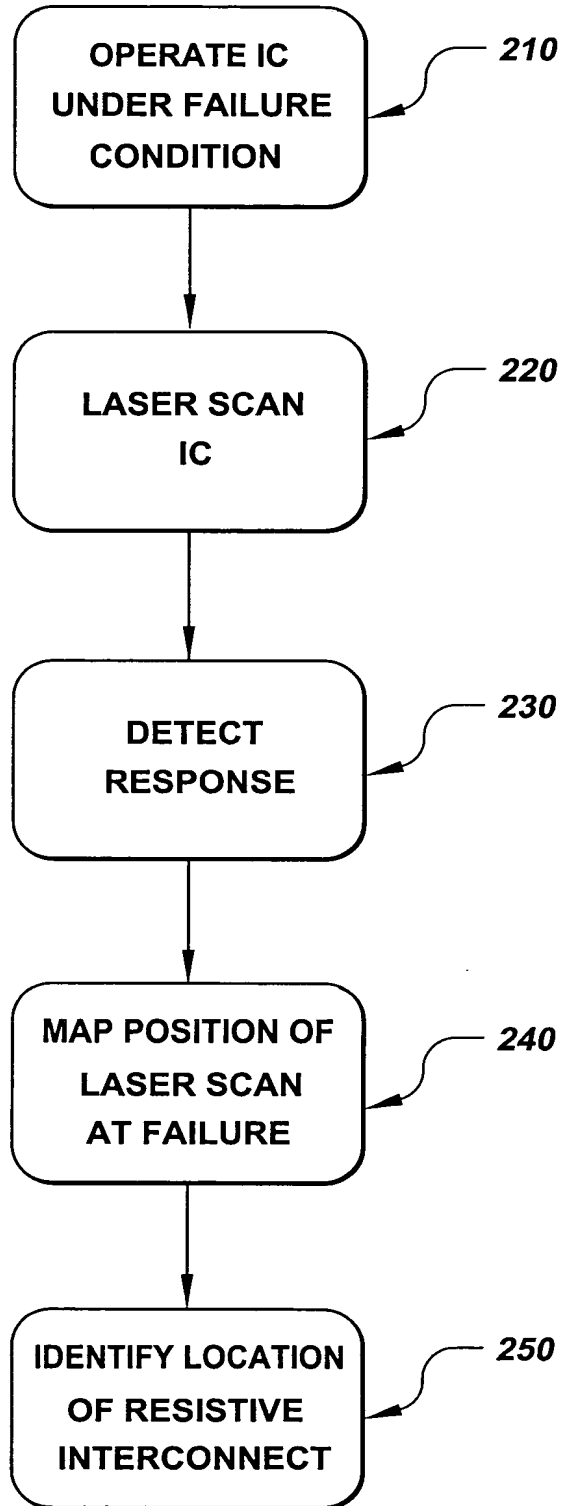 OPERATE IC
UNDER FAILURE
CONDITION
210
LASER SCAN
IC
220
DETECT
RESPONSE
230
MAP POSITION OF
LASER SCAN
AT FAILURE
240
IDENTIFY LOCATION
OF RESISTIVE
INTERCONNECT
250